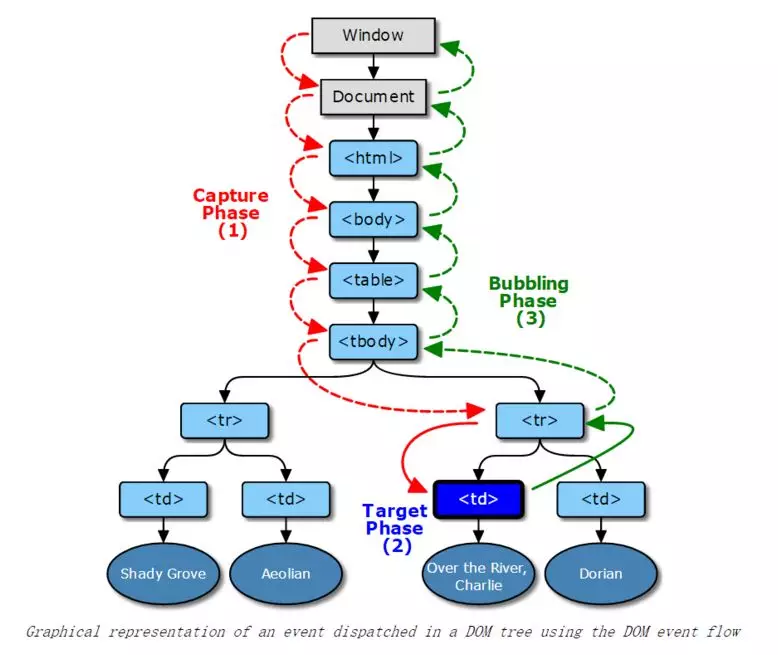 Window
Document
<html>
Capture
Phase
(1)
<body>
<table>
Bubbling
Phase
(3)
<tbody>
<tr>
<tr>
<td>
<td>
<td>
<td>
Target
Phase
(2)
Shady Grove
Aeolian
Over the River,
Charlie
Dorian
Graphical representation of an event dispatched in a DOM tree using the DOM event flow